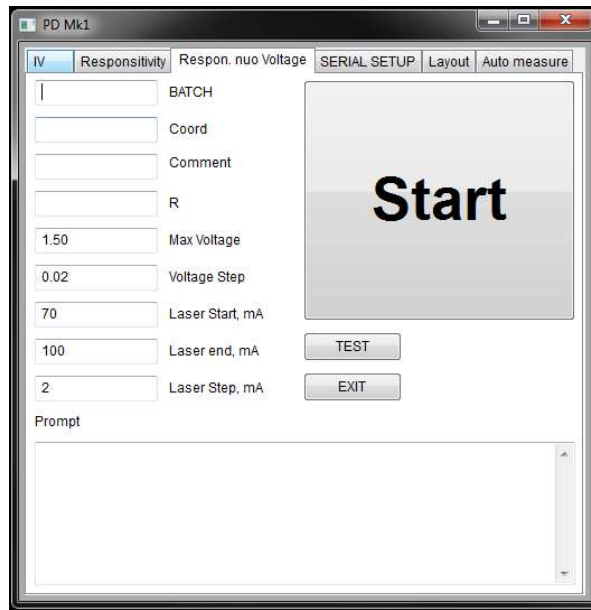 PD Mk1
IV Responsitivity Respon. nuo Voltage SERIAL SETUP Layout Auto measure
BATCH
Coord
Comment
R
1.50 Max Voltage
0.02 Voltage Step
70 Laser Start, mA
100 Laser end, mA
2 Laser Step, mA
Start
TEST
EXIT
Prompt